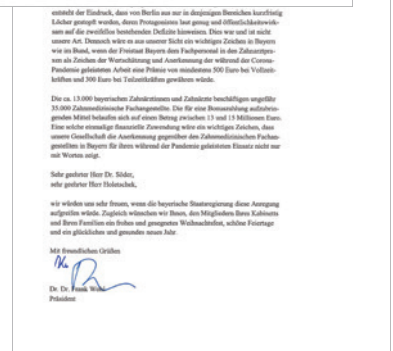 entsteht der Eindruck, dass von Berlin aus nur in denjenigen Bereichen kurzfristig
Löcher gestopft werden, deren Protagonisten laut genug und öffentlichkeitswirk-
sam auf die zweifellos bestehenden Defizite hinweisen. Dies war und ist nicht
unsere Art. Dennoch wäre es aus unserer Sicht ein wichtiges Zeichen in Bayern
wie im Bund, wenn der Freistaat Bayern dem Fachpersonal in den Zahnarztpra-
xen als Zeichen der Wertschätzung und Anerkennung der während der Corona-
Pandemie geleisteten Arbeit eine Prämie von mindestens 500 Euro bei Vollzeit-
kräften und 300 Euro bei Teilzeitkräften gewähren würde.
Die ca. 13.000 bayerischen Zahnärztinnen und Zahnärzte beschäftigen ungefähr
35.000 Zahnmedizinische Fachangestellte. Die für eine Bonuszahlung aufzubrin-
genden Mittel belaufen sich auf einen Betrag zwischen 13 und 15 Millionen Euro.
Eine solche einmalige finanzielle Zuwendung wäre ein wichtiges Zeichen, dass
unsere Gesellschaft die Anerkennung gegenüber den Zahnmedizinischen Fachan-
gestellten in Bayern für ihren während der Pandemie geleisteten Einsatz nicht nur
mit Worten zeigt.
Sehr geehrter Herr Dr. Söder,
sehr geehrter Herr Holetschek,
wir würden uns sehr freuen, wenn die bayerische Staatsregierung diese Anregung
aufgreifen würde. Zugleich wünschen wir Ihnen, den Mitgliedern Ihres Kabinetts
und Ihren Familien ein frohes und gesegnetes Weihnachtsfest, schöne Feiertage
und ein glückliches und gesundes neues Jahr.
Mit freundlichen Grüßen
Dr. Dr. Frank Wohl
Präsident